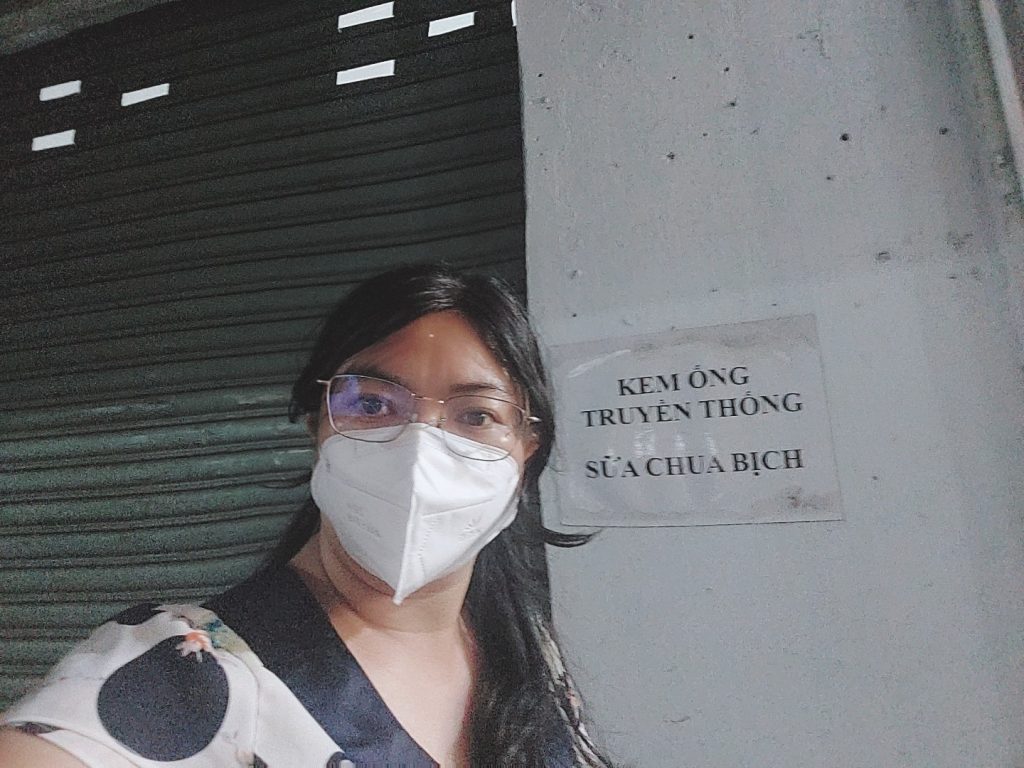 KEM ỐNG
TRUYỀN THỐNG
SỮA CHUA BỊCH